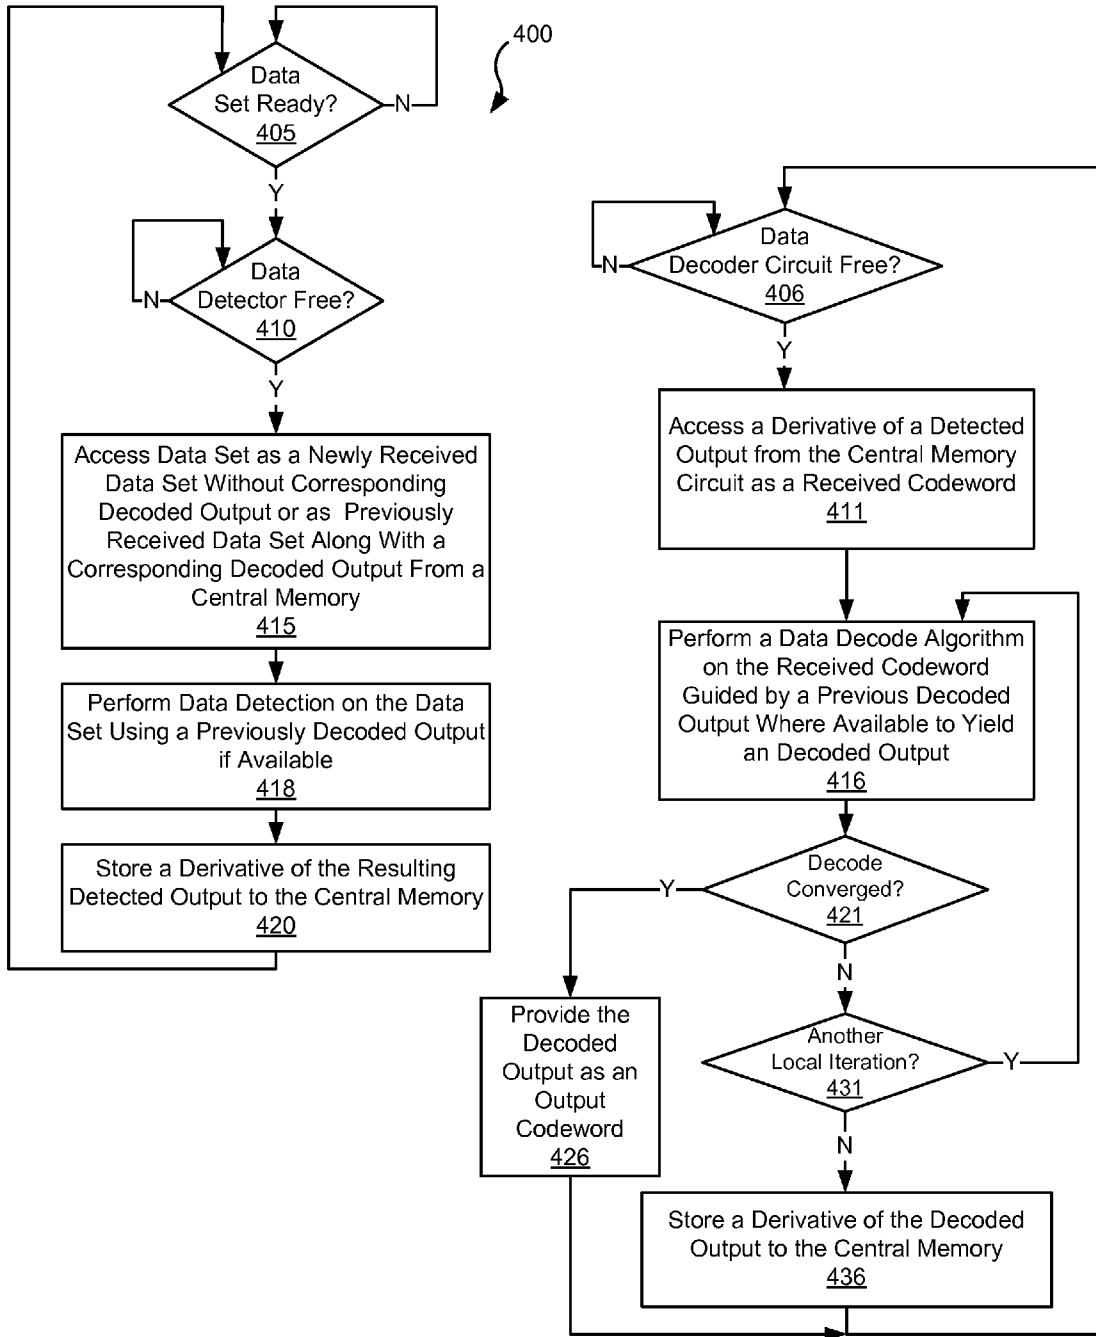 400
Data
Set Ready?
405
N
Y
Data
Detector Free?
410
N
Y
Access Data Set as a Newly Received
Data Set Without Corresponding
Decoded Output or as Previously
Received Data Set Along With a
Corresponding Decoded Output From a
Central Memory
415
Perform Data Detection on the Data
Set Using a Previously Decoded Output
if Available
418
Store a Derivative of the Resulting
Detected Output to the Central Memory
420
Data
Decoder Circuit Free?
406
N
Y
Access a Derivative of a Detected
Output from the Central Memory
Circuit as a Received Codeword
411
Perform a Data Decode Algorithm
on the Received Codeword
Guided by a Previous Decoded
Output Where Available to Yield
an Decoded Output
416
Decode
Converged?
421
Y
N
Provide the
Decoded
Output as an
Output
Codeword
426
Another
Local Iteration?
431
Y
N
Store a Derivative of the Decoded
Output to the Central Memory
436